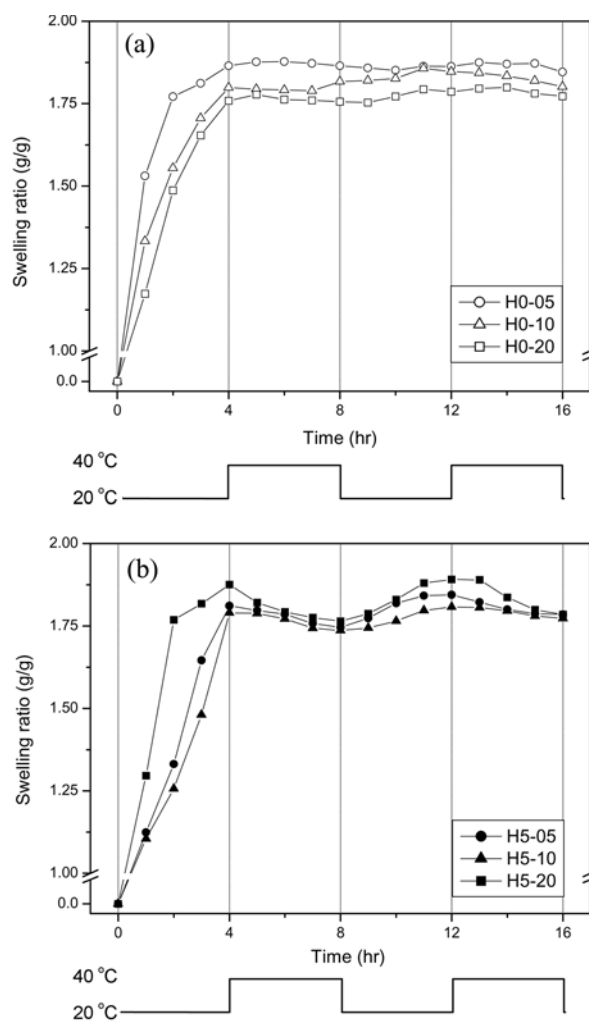 (a)
Swelling ratio (g/g)
2.00
1.75
1.50
1.25
1.00
0.0
H0-05
H0-10
H0-20
0 4 8 12 16
Time (hr)
40 °C
20 °C
(b)
Swelling ratio (g/g)
2.00
1.75
1.50
1.25
1.00
0.0
H5-05
H5-10
H5-20
0 4 8 12 16
Time (hr)
40 °C
20 °C